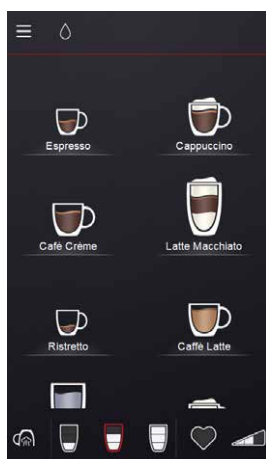 Espresso
Cappuccino
Café Crème
Latte Macchiato
Ristretto
Caffè Latte